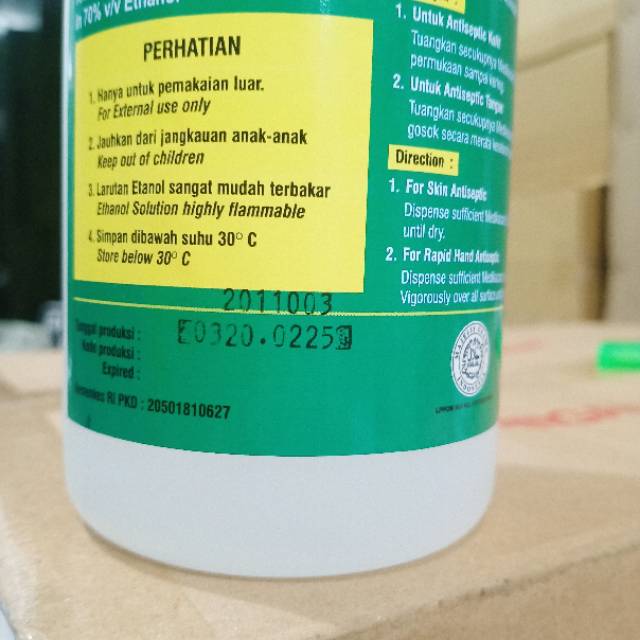 In 70% v/v Ethanol
PERHATIAN
1. Hanya untuk pemakaian luar.
For External use only
2. Jauhkan dari jangkauan anak-anak
Keep out of children
3. Larutan Etanol sangat mudah terbakar
Ethanol Solution highly flammable
4. Simpan dibawah suhu 30° C
Store below 30° C
2011003
0320.0225
Tanggal produksi :
Kode produksi :
Expired :
RI PKD : 20501810627
1. Untuk Antiseptic Kulit
Tuangkan secukupnya
permukaan sampai
2. Untuk Antiseptic Tangan
Tuangkan secukupnya
gosok secara merata
Direction :
1. For Skin Antiseptic
Dispense sufficient
until dry.
2. For Rapid Hand Antiseptic
Dispense sufficient
Vigorously over all